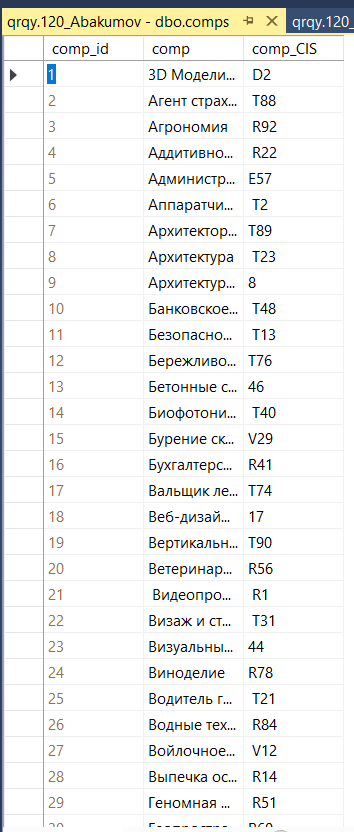 qrqy.120_Abakumov - dbo.comps qrqy.120_
comp_id comp comp_CIS
1 3D Модели... D2
2 Агент страх... T88
3 Агрономия R92
4 Аддитивно... R22
5 Администр... E57
6 Аппаратчи... T2
7 Архитектор... T89
8 Архитектура T23
9 Архитектур... 8
10 Банковское... T48
11 Безопасно... T13
12 Бережливо... T76
13 Бетонные с... 46
14 Биофотони... T40
15 Бурение ск... V29
16 Бухгалтерс... R41
17 Вальщик ле... T74
18 Веб-дизай... 17
19 Вертикальн... T90
20 Ветеринар... R56
21 Видеопро... R1
22 Визаж и ст... T31
23 Визуальны... 44
24 Виноделие R78
25 Водитель г... T21
26 Водные тех... R84
27 Войлочное... V12
28 Выпечка ос... R14
29 Геномная ... R51